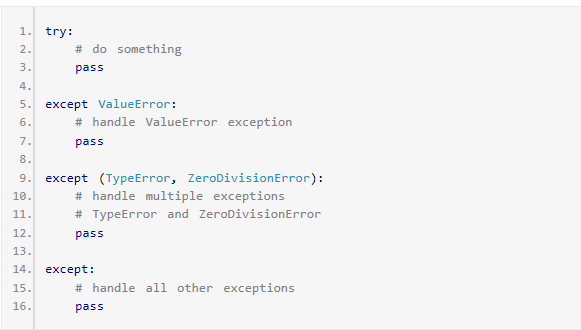 1. try:
2.     # do something
3.     pass
4.
5. except ValueError:
6.     # handle ValueError exception
7.     pass
8.
9. except (TypeError, ZeroDivisionError):
10.     # handle multiple exceptions
11.     # TypeError and ZeroDivisionError
12.     pass
13.
14. except:
15.     # handle all other exceptions
16.     pass